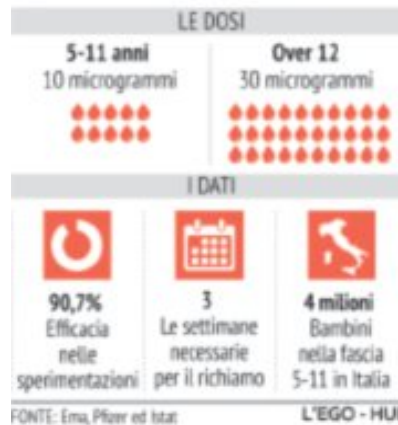 LE DOSI
5-11 anni
10 microgrammi
Over 12
30 microgrammi
I DATI
90,7%
Efficacia
nelle
sperimentazioni
3
Le settimane
necessarie
per il richiamo
4 milioni
Bambini
nella fascia
5-11 in Italia
FONTE: Ema, Pfizer ed Istat
L'EGO - HUB